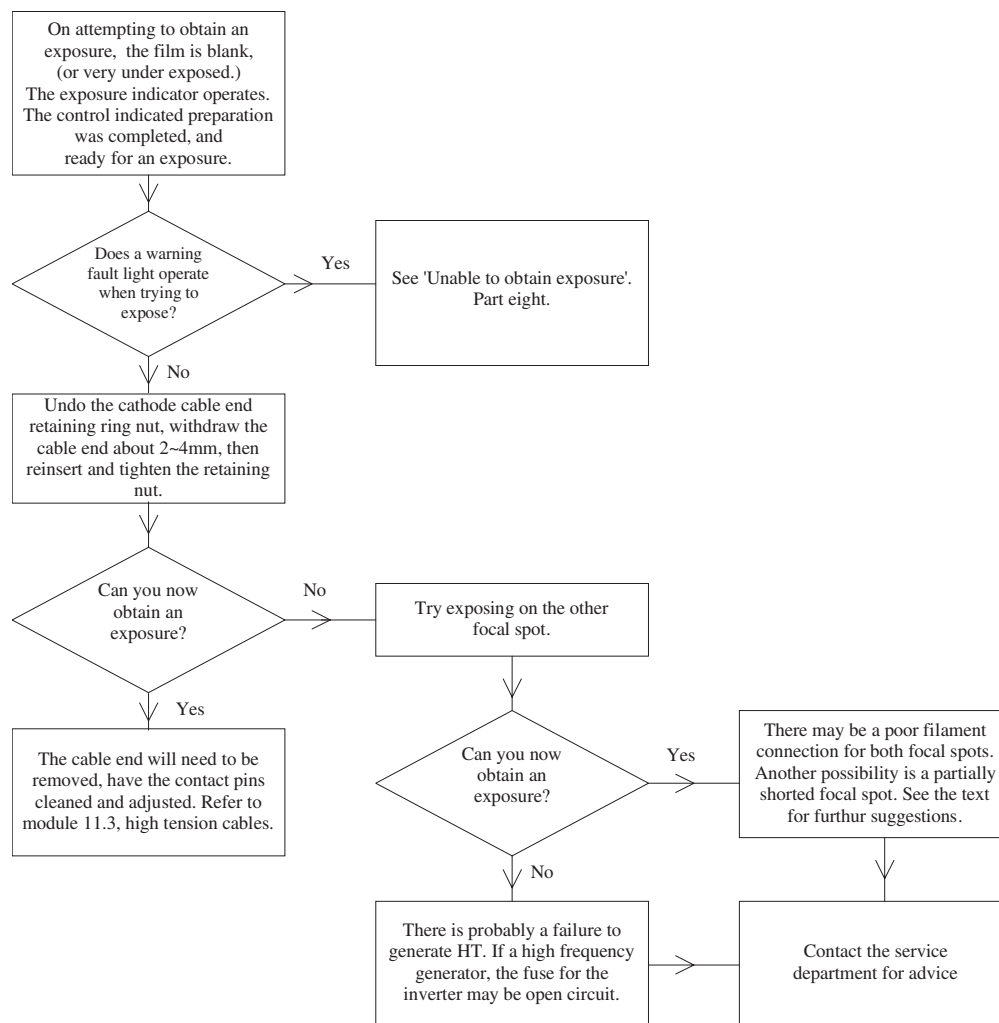 On attempting to obtain an
exposure, the film is blank,
(or very under exposed.)
The exposure indicator operates.
The control indicated preparation
was completed, and
ready for an exposure.
Does a warning
fault light operate
when trying to
expose?
Yes
See 'Unable to obtain exposure'.
Part eight.
No
Undo the cathode cable end
retaining ring nut, withdraw the
cable end about 2~4mm, then
reinsert and tighten the retaining
nut.
Can you now
obtain an
exposure?
No
Try exposing on the other
focal spot.
Yes
The cable end will need to be
removed, have the contact pins
cleaned and adjusted. Refer to
module 11.3, high tension cables.
Can you now
obtain an
exposure?
Yes
There may be a poor filament
connection for both focal spots.
Another possibility is a partially
shorted focal spot. See the text
for furthur suggestions.
No
There is probably a failure to
generate HT. If a high frequency
generator, the fuse for the
inverter may be open circuit.
Contact the service
department for advice